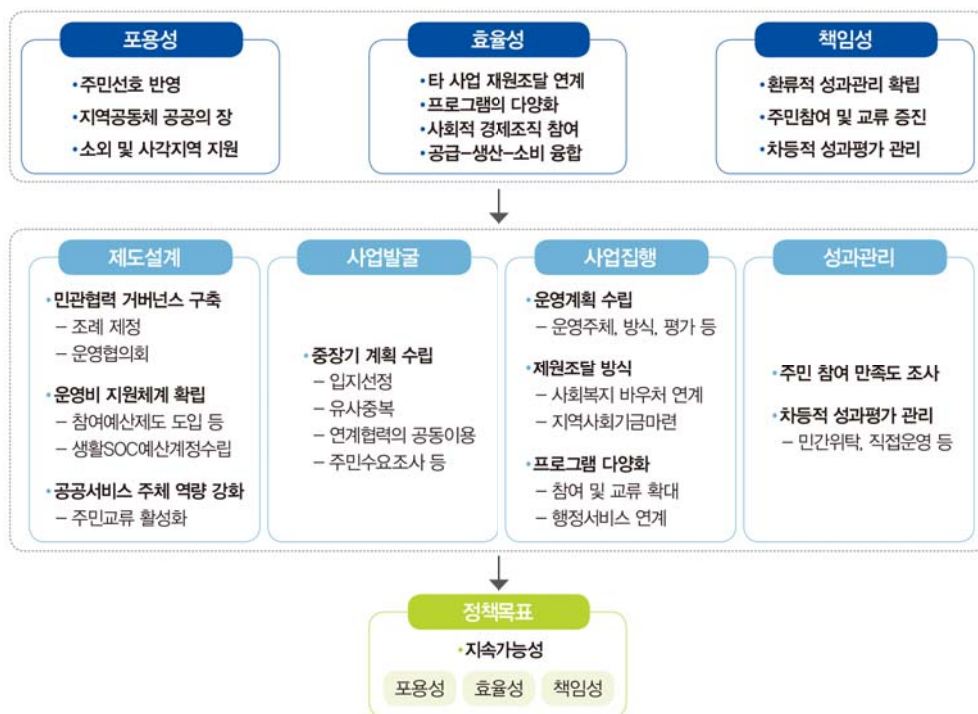 포용성
•주민선호 반영
•지역공동체 공공의 장
•소외 및 사각지역 지원
효율성
•타 사업 재원조달 연계
•프로그램의 다양화
•사회적 경제조직 참여
•공급-생산-소비 융합
책임성
•환류적 성과관리 확립
•주민참여 및 교류 증진
•차등적 성과평가 관리
제도설계
•민관협력 거버넌스 구축
– 조례 제정
– 운영협의회
•운영비 지원체계 확립
– 참여예산제도 도입 등
– 생활SOC예산계정수립
•공공서비스 주체 역량 강화
– 주민교류 활성화
사업발굴
•중장기 계획 수립
– 입지선정
– 유사중복
– 연계협력의 공동이용
– 주민수요조사 등
사업집행
•운영계획 수립
– 운영주체, 방식, 평가 등
•제원조달 방식
– 사회복지 바우처 연계
– 지역사회기금마련
•프로그램 다양화
– 참여 및 교류 확대
– 행정서비스 연계
성과관리
•주민 참여 만족도 조사
•차등적 성과평가 관리
– 민간위탁, 직접운영 등
정책목표
•지속가능성
포용성
효율성
책임성